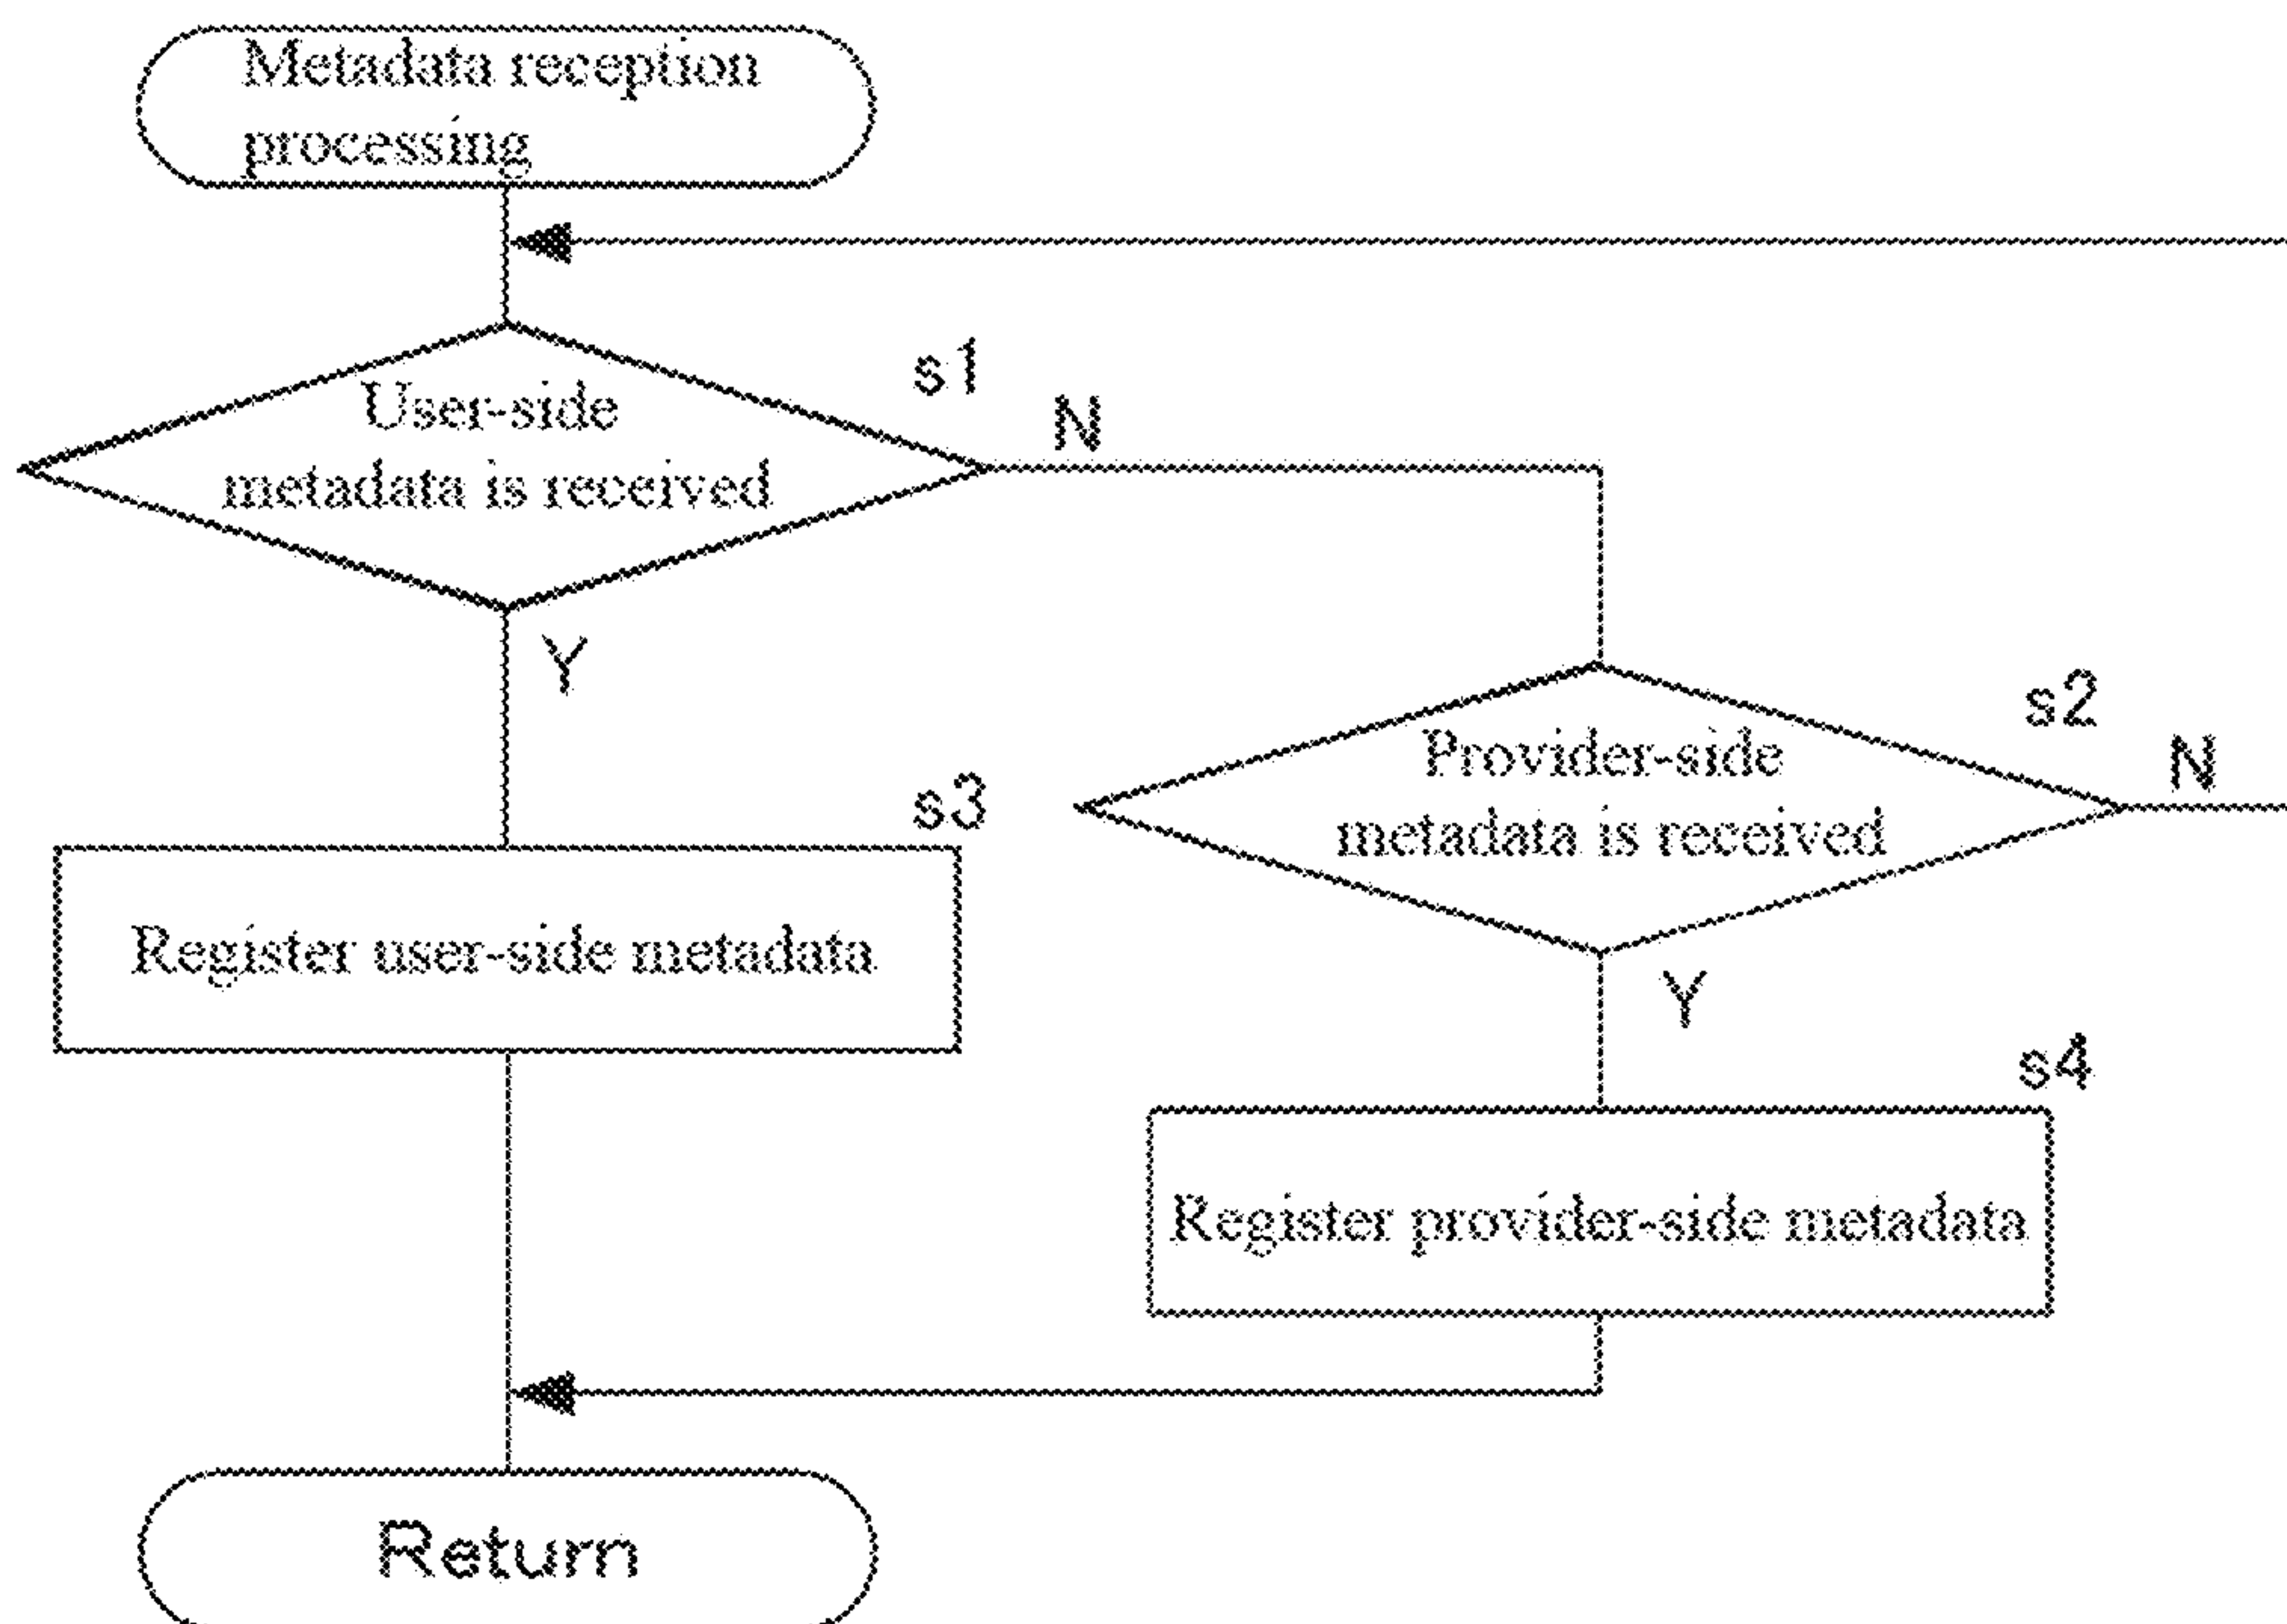 Metadata reception
processing
s1
User-side
metadata is received
N
Y
s2
Provider-side
metadata is received
N
Y
s3
Register user-side metadata
s4
Register provider-side metadata
Return